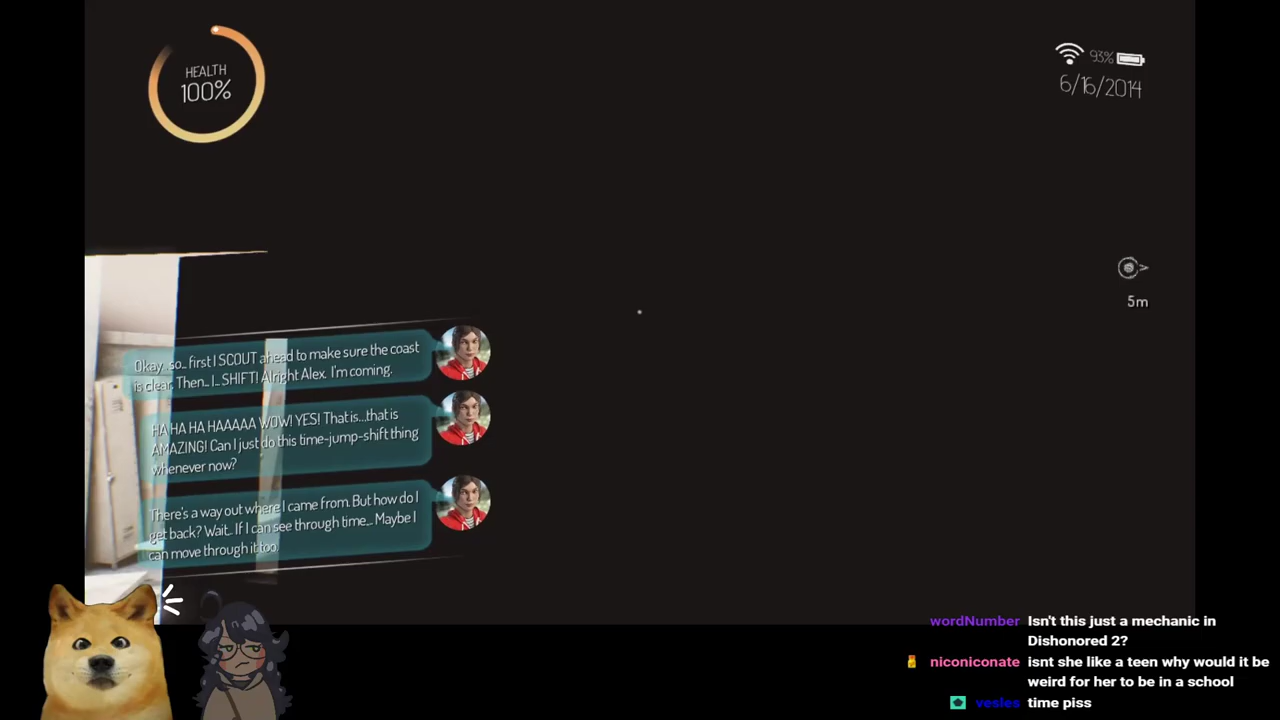 HEALTH
100%
93%
6/16/2014
5m
Okay.. so.. first I SCOUT ahead to make sure the coast
is clear. Then.. I.. SHIFT! Alright Alex. I'm coming.
HA HA HA HAAAAA WOW! YES! That is...that is
AMAZING! Can I just do this time-jump-shift thing
whenever now?
There's a way out where I came from. But how do I
get back? Wait.. If I can see through time... Maybe I
can move through it too.
wordNumber Isn't this just a mechanic in
Dishonored 2?
niconiconate isnt she like a teen why would it be
weird for her to be in a school
vesles time piss